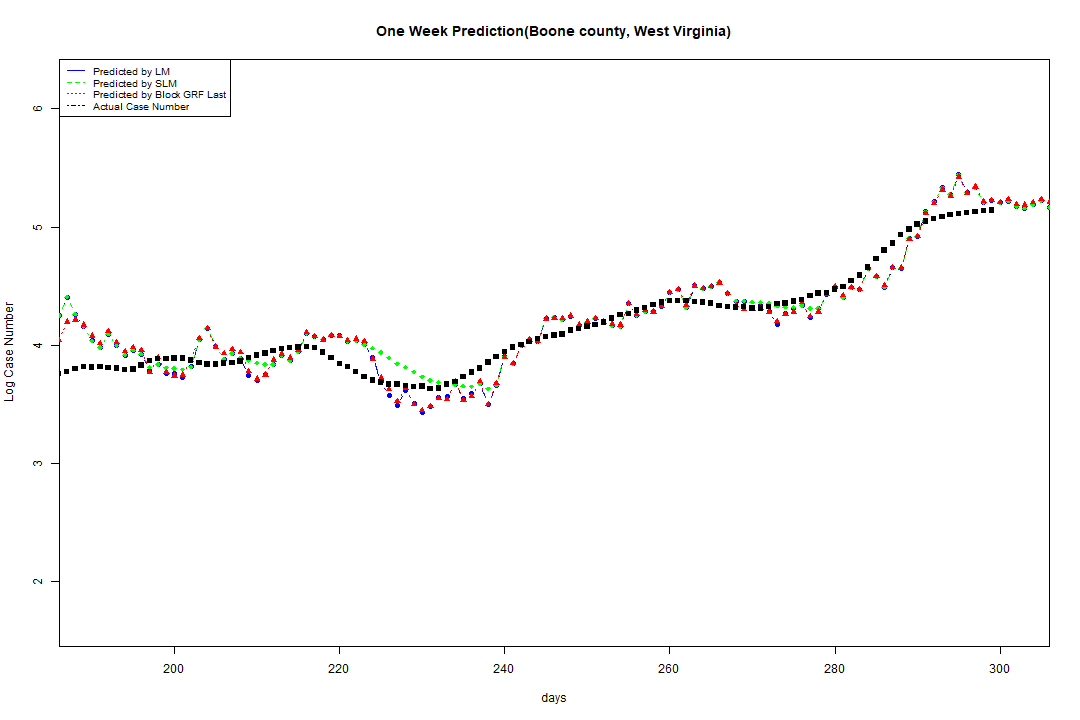 One Week Prediction(Boone county, West Virginia)
Predicted by LM
Predicted by SLM
Predicted by Block GRF Last
Actual Case Number
6
5
4
3
2
Log Case Number
200 220 240 260 280 300
days